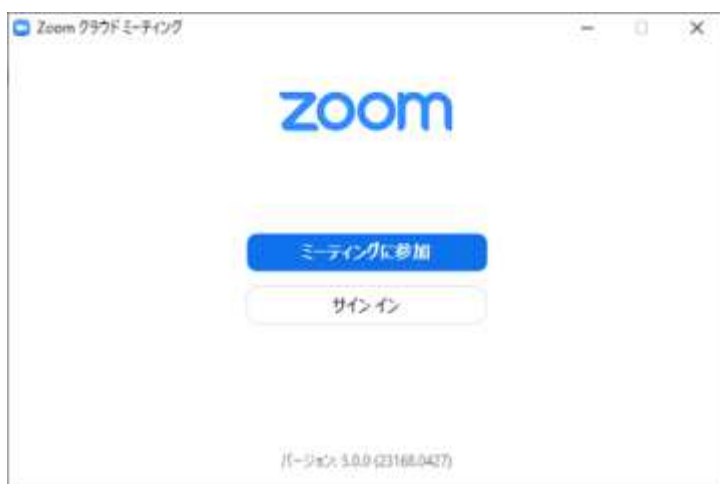 Zoom クラウド ミーティング
zoom
ミーティングに参加
サイン イン
バージョン: 5.0.0 (23168.0427)